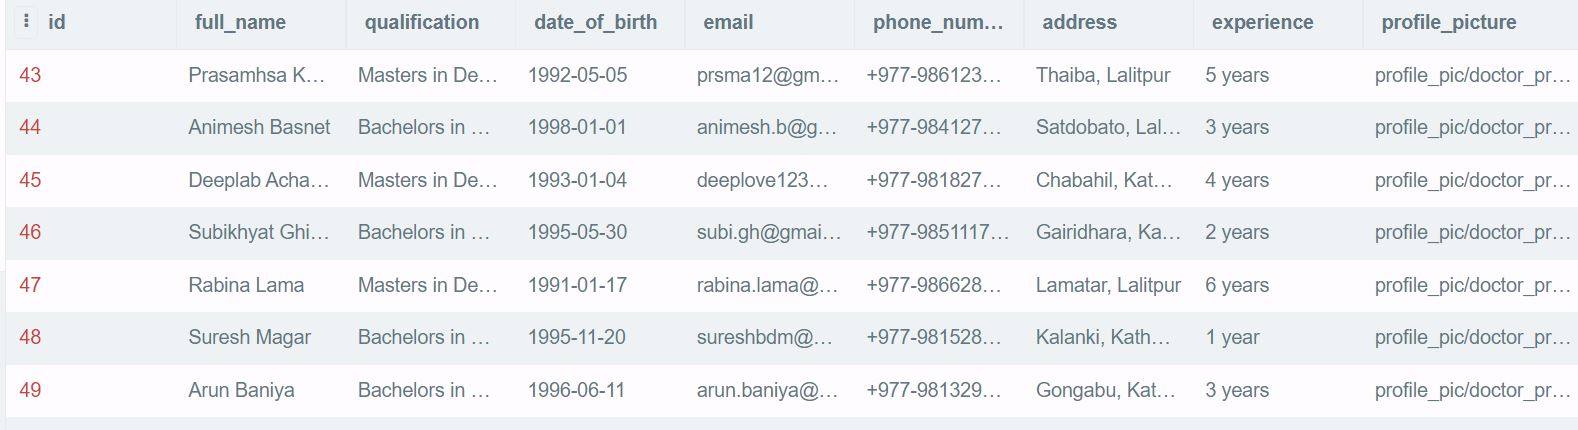 id full_name qualification date_of_birth email phone_num… address experience profile_picture
43 Prasamhsa K… Masters in De… 1992-05-05 prsma12@gm… +977-986123… Thaiba, Lalitpur 5 years profile_pic/doctor_pr…
44 Animesh Basnet Bachelors in … 1998-01-01 animesh.b@g… +977-984127… Satdobato, Lal… 3 years profile_pic/doctor_pr…
45 Deeplab Acha… Masters in De… 1993-01-04 deeplove123… +977-981827… Chabahil, Kat… 4 years profile_pic/doctor_pr…
46 Subikhyat Ghi… Bachelors in … 1995-05-30 subi.gh@gmai… +977-9851117… Gairidhara, Ka… 2 years profile_pic/doctor_pr…
47 Rabina Lama Masters in De… 1991-01-17 rabina.lama@… +977-986628… Lamatar, Lalitpur 6 years profile_pic/doctor_pr…
48 Suresh Magar Bachelors in … 1995-11-20 sureshbdm@… +977-981528… Kalanki, Kath… 1 year profile_pic/doctor_pr…
49 Arun Baniya Bachelors in … 1996-06-11 arun.baniya@… +977-981329… Gongabu, Kat… 3 years profile_pic/doctor_pr…